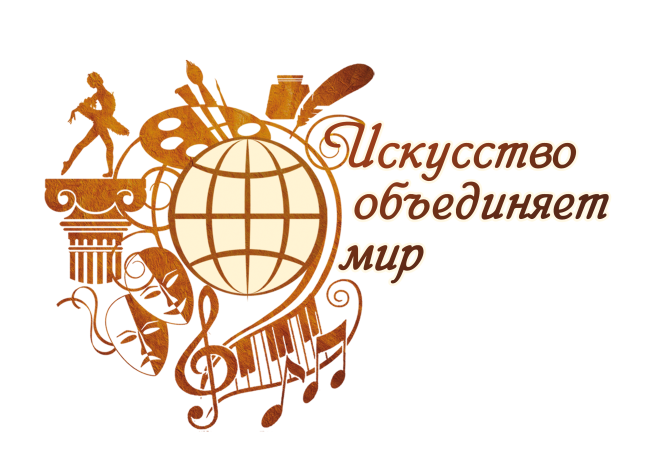 Искусство
объединяет
мир